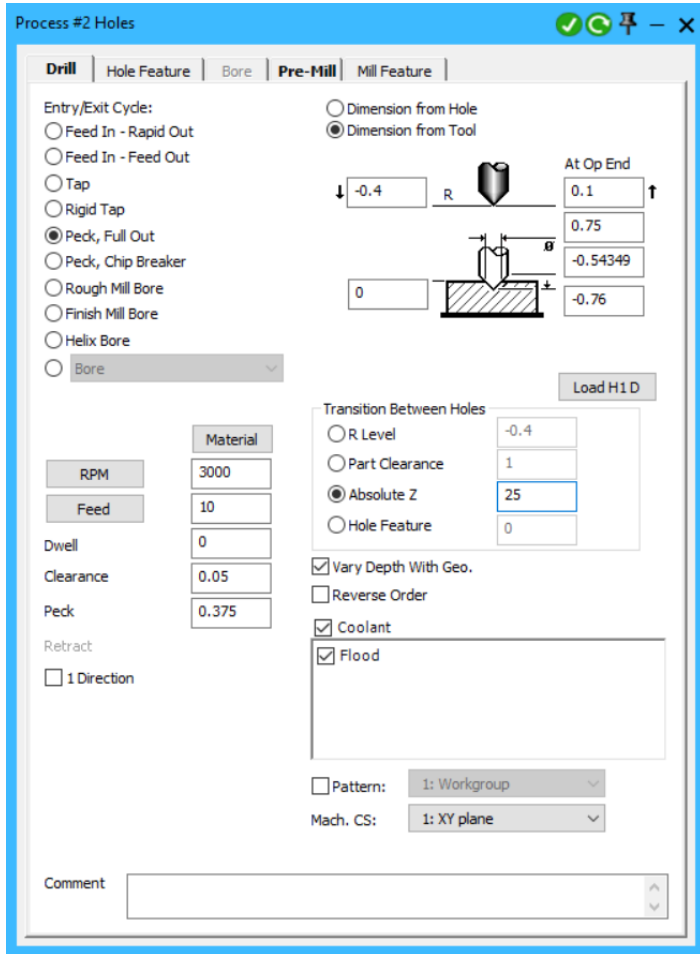 Process #2 Holes
Drill Hole Feature Bore Pre-Mill Mill Feature
Entry/Exit Cycle:
Feed In - Rapid Out
Feed In - Feed Out
Tap
Rigid Tap
Peck, Full Out
Peck, Chip Breaker
Rough Mill Bore
Finish Mill Bore
Helix Bore
Bore
Dimension from Hole
Dimension from Tool
At Op End
-0.4 R 0.1
0.75
ø -0.54349
0 -0.76
Load H1 D
Material
RPM 3000
Feed 10
Dwell 0
Clearance 0.05
Peck 0.375
Retract
1 Direction
Transition Between Holes
R Level -0.4
Part Clearance 1
Absolute Z 25
Hole Feature 0
Vary Depth With Geo.
Reverse Order
Coolant
Flood
Pattern: 1: Workgroup
Mach. CS: 1: XY plane
Comment